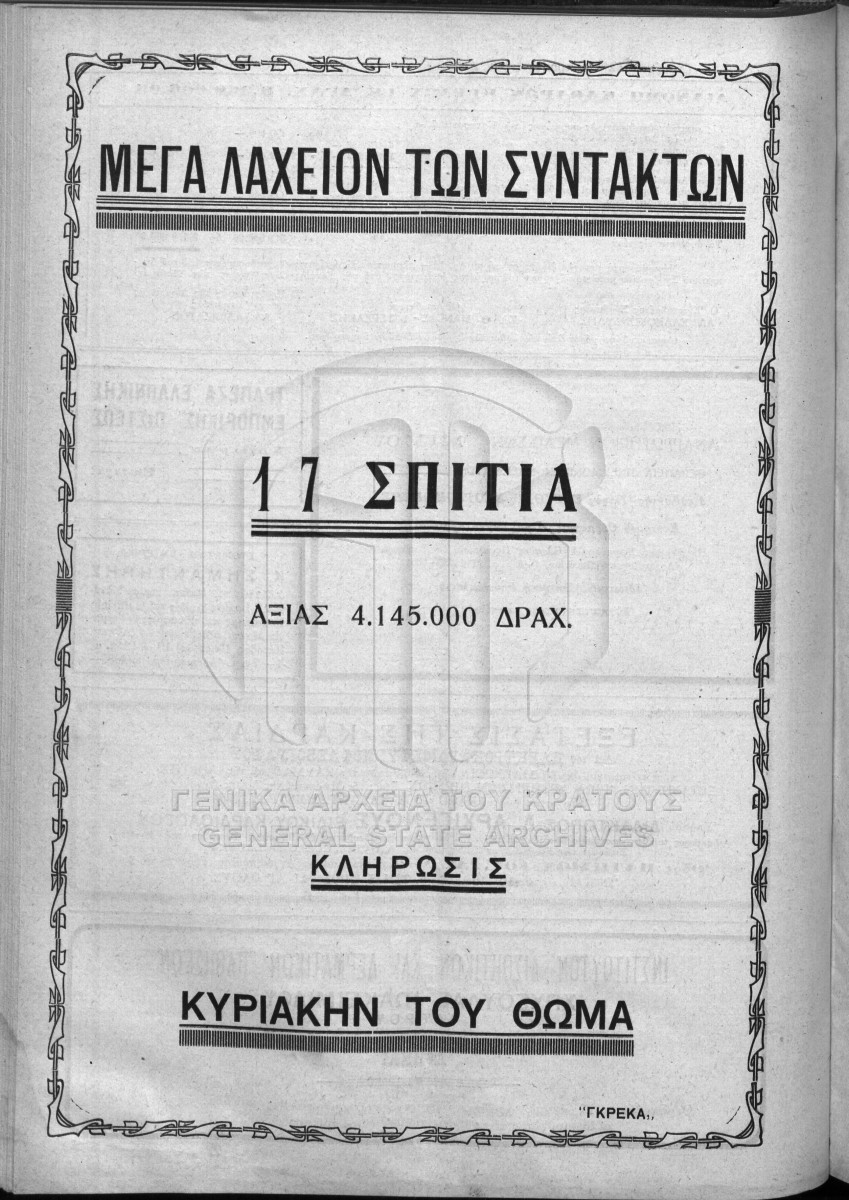 ΜΕΓΑ ΛΑΧΕΙΟΝ ΤΩΝ ΣΥΝΤΑΚΤΩΝ
17 ΣΠΙΤΙΑ
ΑΞΙΑΣ 4.145.000 ΔΡΑΧ.
ΓΕΝΙΚΑ ΑΡΧΕΙΑ ΤΟΥ ΚΡΑΤΟΥΣ
GENERAL STATE ARCHIVES
ΚΛΗΡΩΣΙΣ
ΚΥΡΙΑΚΗΝ ΤΟΥ ΘΩΜΑ
"ΓΚΡΕΚΑ,,